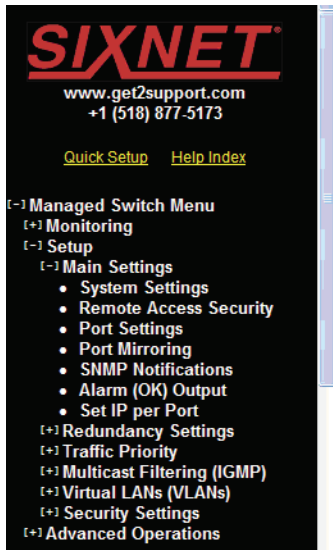 SIXNET®
www.get2support.com
+1 (518) 877-5173
Quick Setup Help Index
[-] Managed Switch Menu
[+] Monitoring
[-] Setup
[-] Main Settings
• System Settings
• Remote Access Security
• Port Settings
• Port Mirroring
• SNMP Notifications
• Alarm (OK) Output
• Set IP per Port
[+] Redundancy Settings
[+] Traffic Priority
[+] Multicast Filtering (IGMP)
[+] Virtual LANs (VLANs)
[+] Security Settings
[+] Advanced Operations